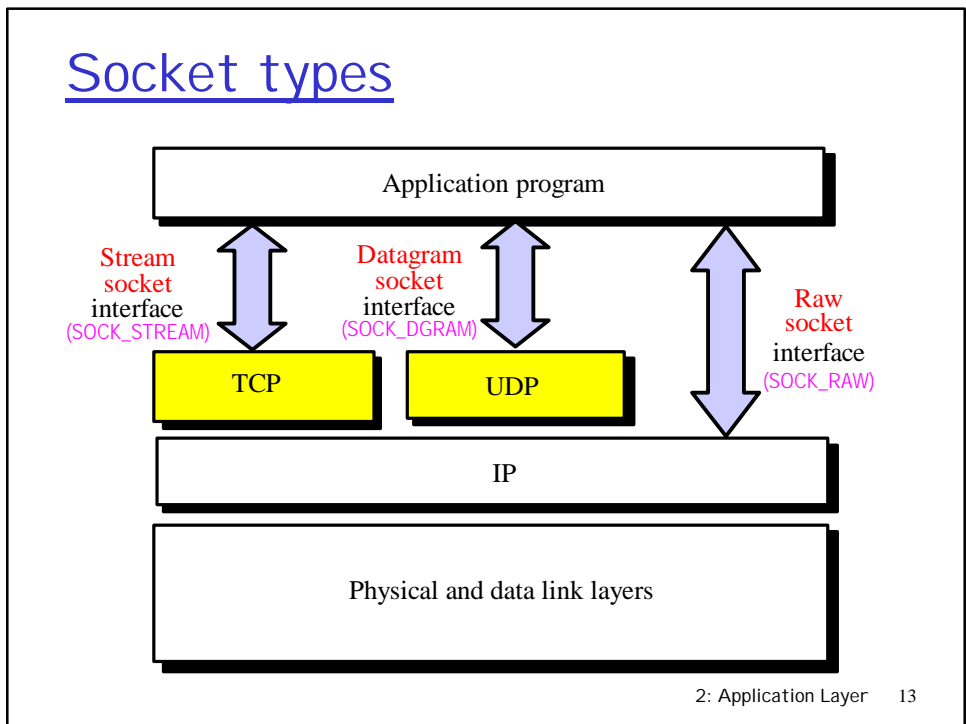 Socket types
Application program
Stream
socket
interface
(SOCK_STREAM)
Datagram
socket
interface
(SOCK_DGRAM)
Raw
socket
interface
(SOCK_RAW)
TCP
UDP
IP
Physical and data link layers
2: Application Layer 13